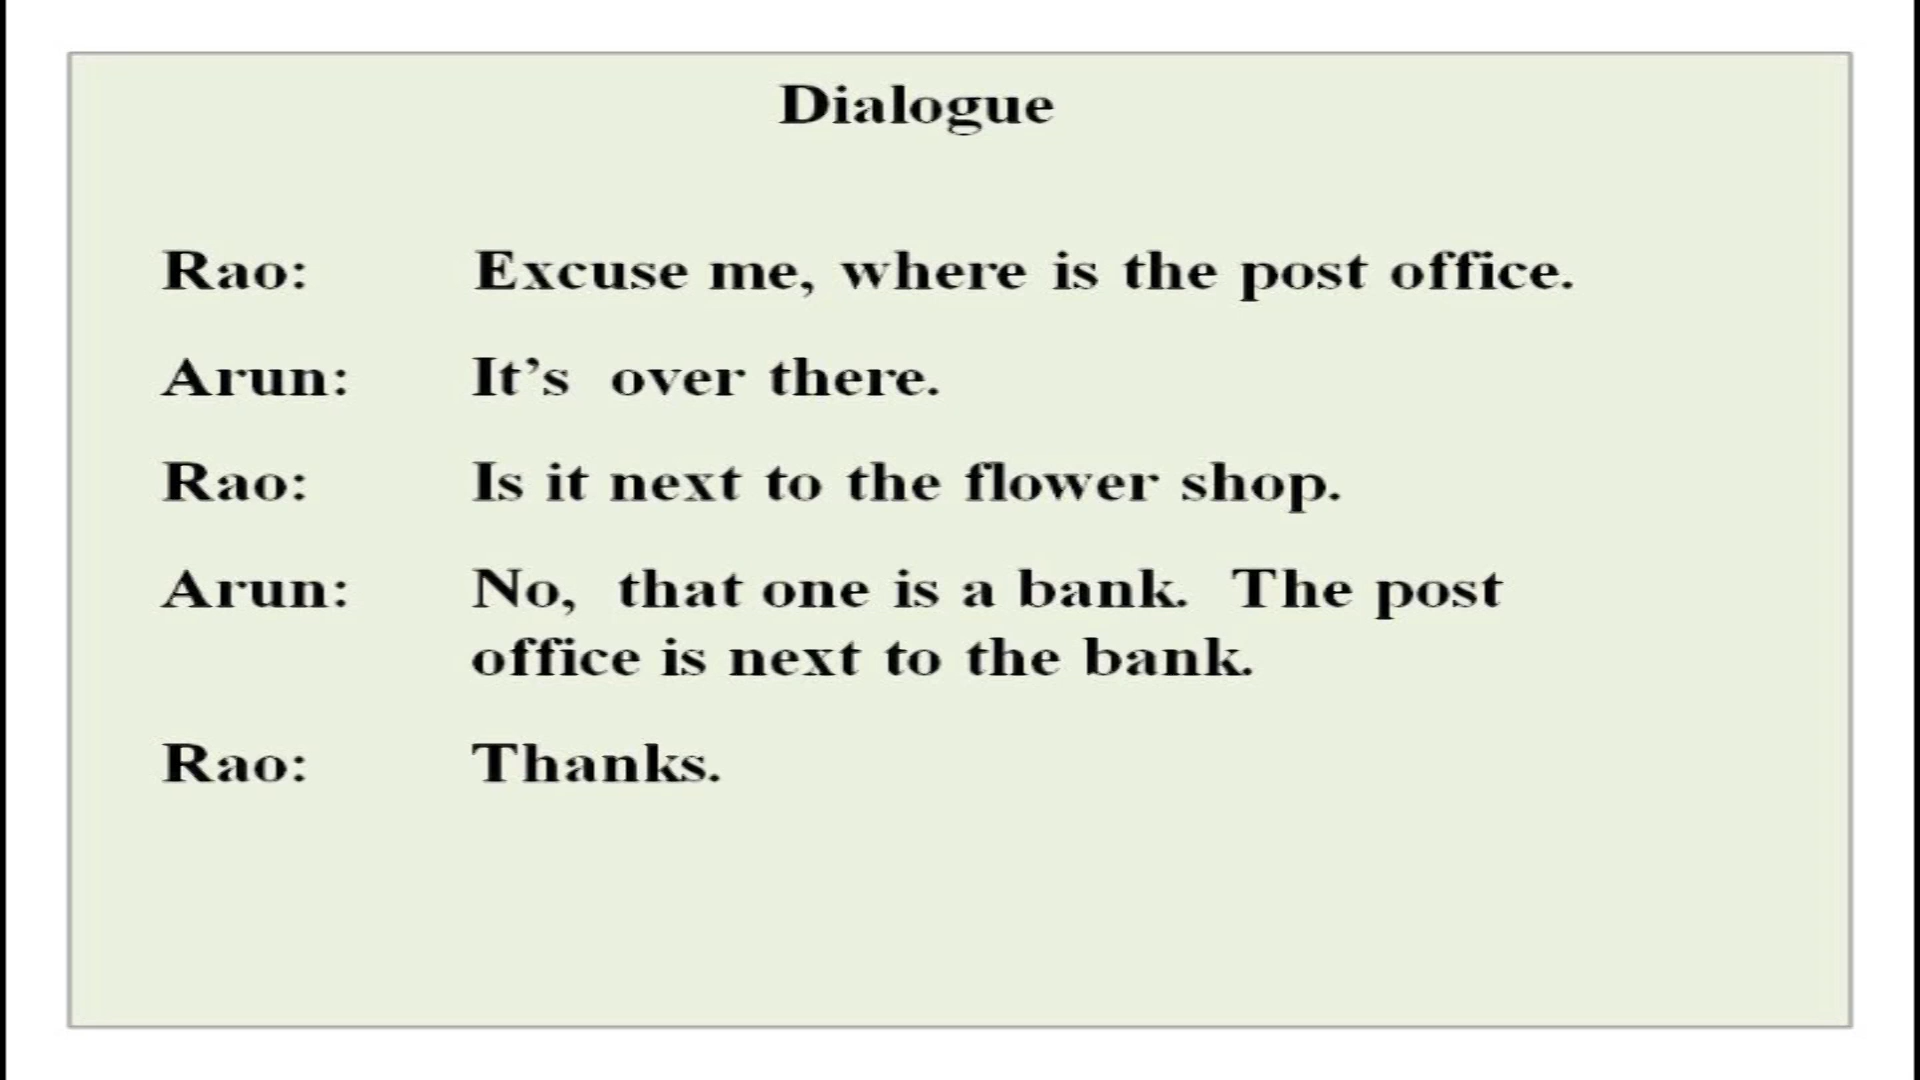 Dialogue
Rao: Excuse me, where is the post office.
Arun: It’s over there.
Rao: Is it next to the flower shop.
Arun: No, that one is a bank. The post
office is next to the bank.
Rao: Thanks.